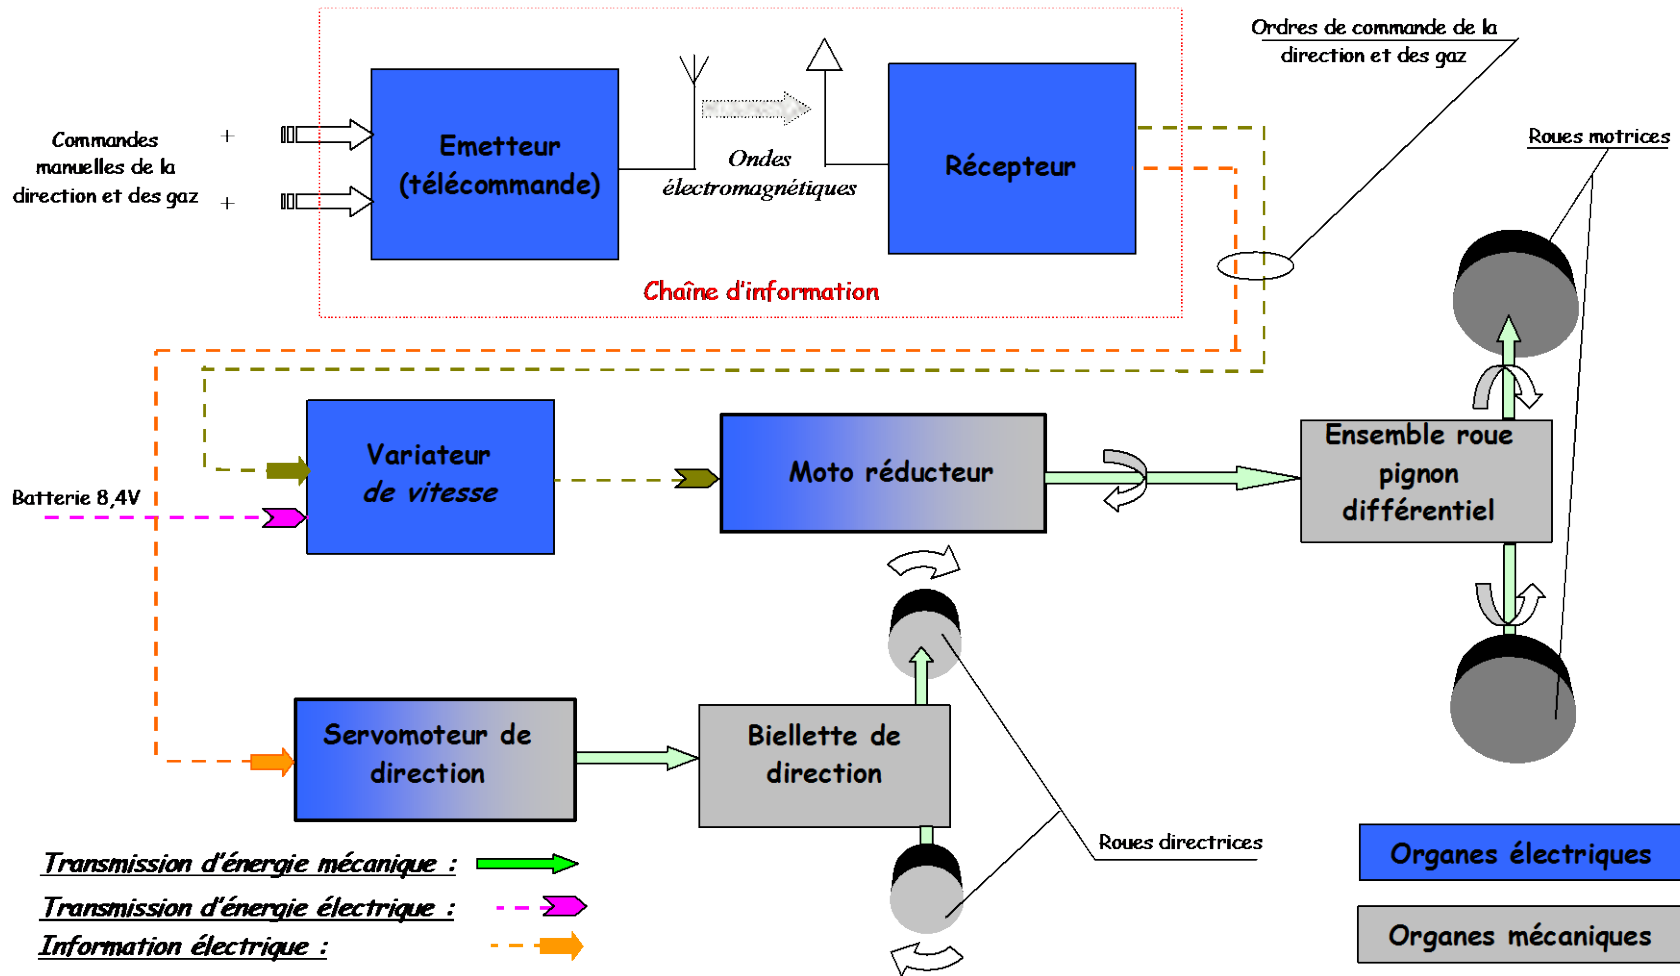 Ordres de commande de la
direction et des gaz
Commandes
manuelles de la
direction et des gaz
+
+
Emetteur
(télécommande)
Ondes
électromagnétiques
Récepteur
Roues motrices
Chaîne d'information
Variateur
de vitesse
Moto réducteur
Ensemble roue
pignon
différentiel
Batterie 8,4V
Servomoteur de
direction
Biellette de
direction
Roues directrices
Transmission d'énergie mécanique :
Transmission d'énergie électrique :
Information électrique :
Organes électriques
Organes mécaniques